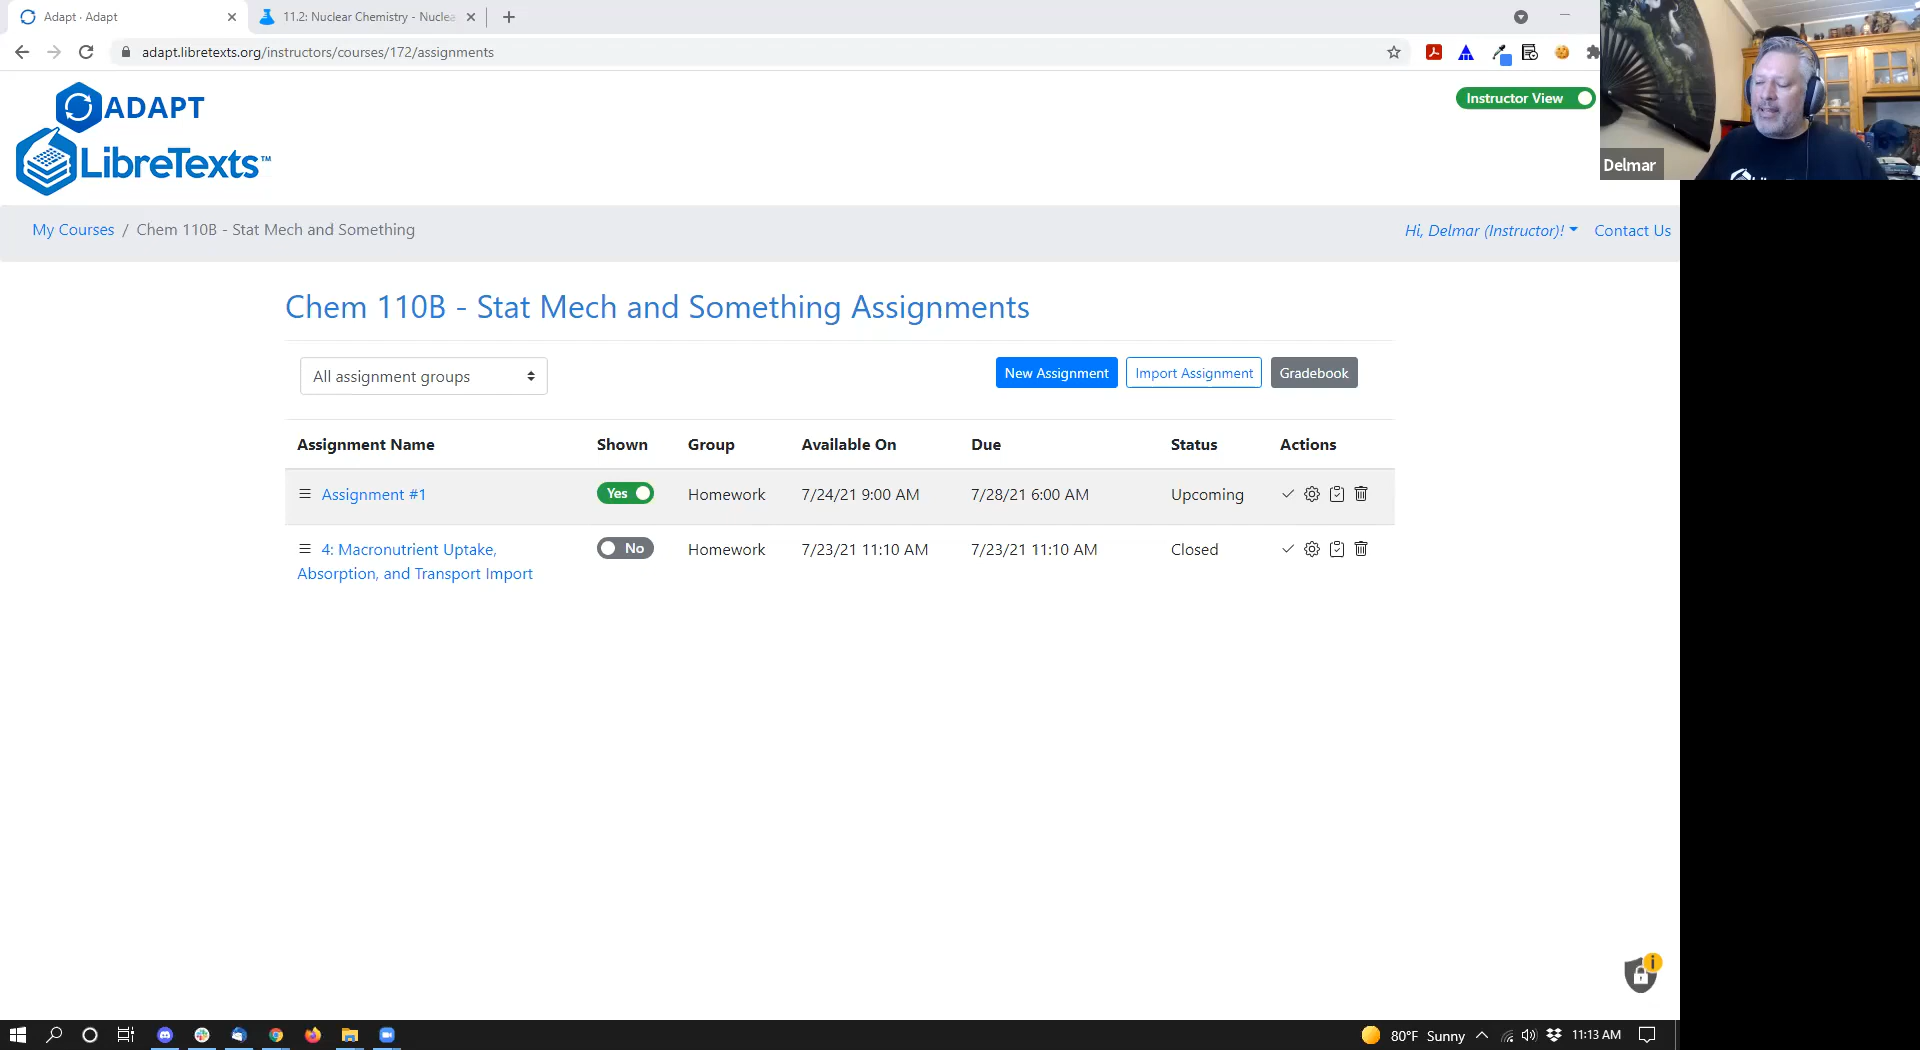 Adapt · Adapt
11.2: Nuclear Chemistry - Nuclea
adapt.libretexts.org/instructors/courses/172/assignments
ADAPT
LibreTexts™
Instructor View
Delmar
My Courses / Chem 110B - Stat Mech and Something
Hi, Delmar (Instructor)!
Contact Us
Chem 110B - Stat Mech and Something Assignments
All assignment groups
New Assignment
Import Assignment
Gradebook
Assignment Name Shown Group Available On Due Status Actions
Assignment #1 Yes Homework 7/24/21 9:00 AM 7/28/21 6:00 AM Upcoming
4: Macronutrient Uptake, No Homework 7/23/21 11:10 AM 7/23/21 11:10 AM Closed
Absorption, and Transport Import
80°F Sunny
11:13 AM